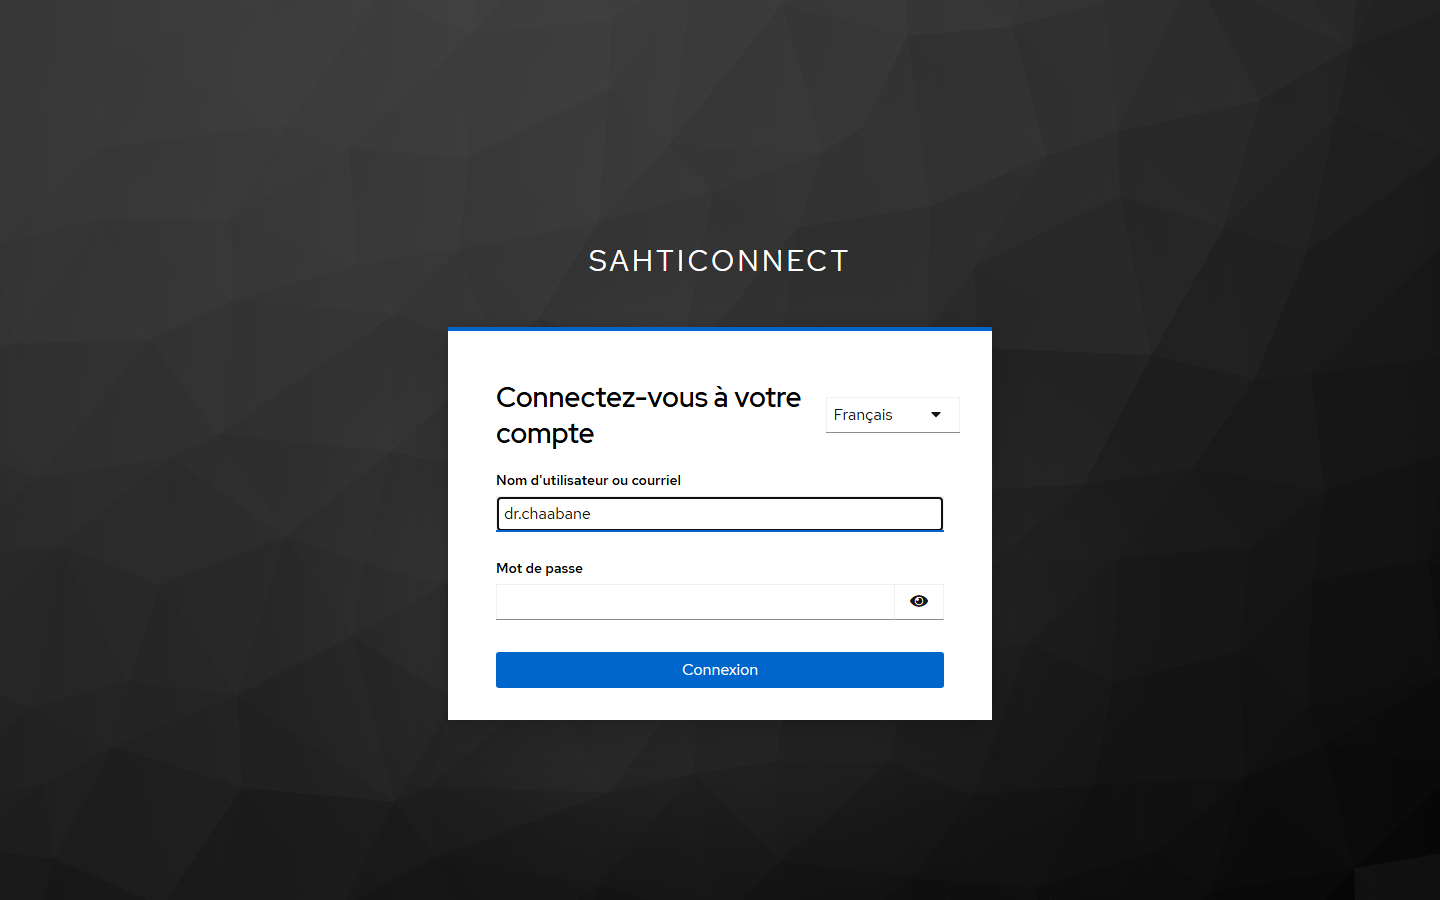 SAHTICONNECT
Connectez-vous à votre
compte
Français
Nom d'utilisateur ou courriel
dr.chaabane
Mot de passe
Connexion